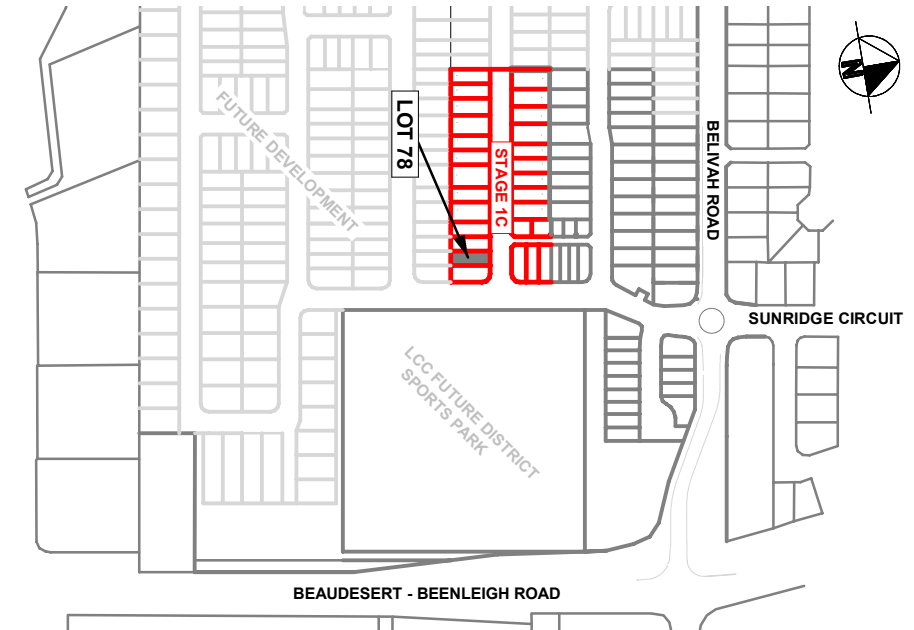 N
FUTURE DEVELOPMENT
LOT 78
STAGE 1C
BELIVAH ROAD
SUNRIDGE CIRCUIT
LCC FUTURE DISTRICT
SPORTS PARK
BEAUDESERT - BEENLEIGH ROAD